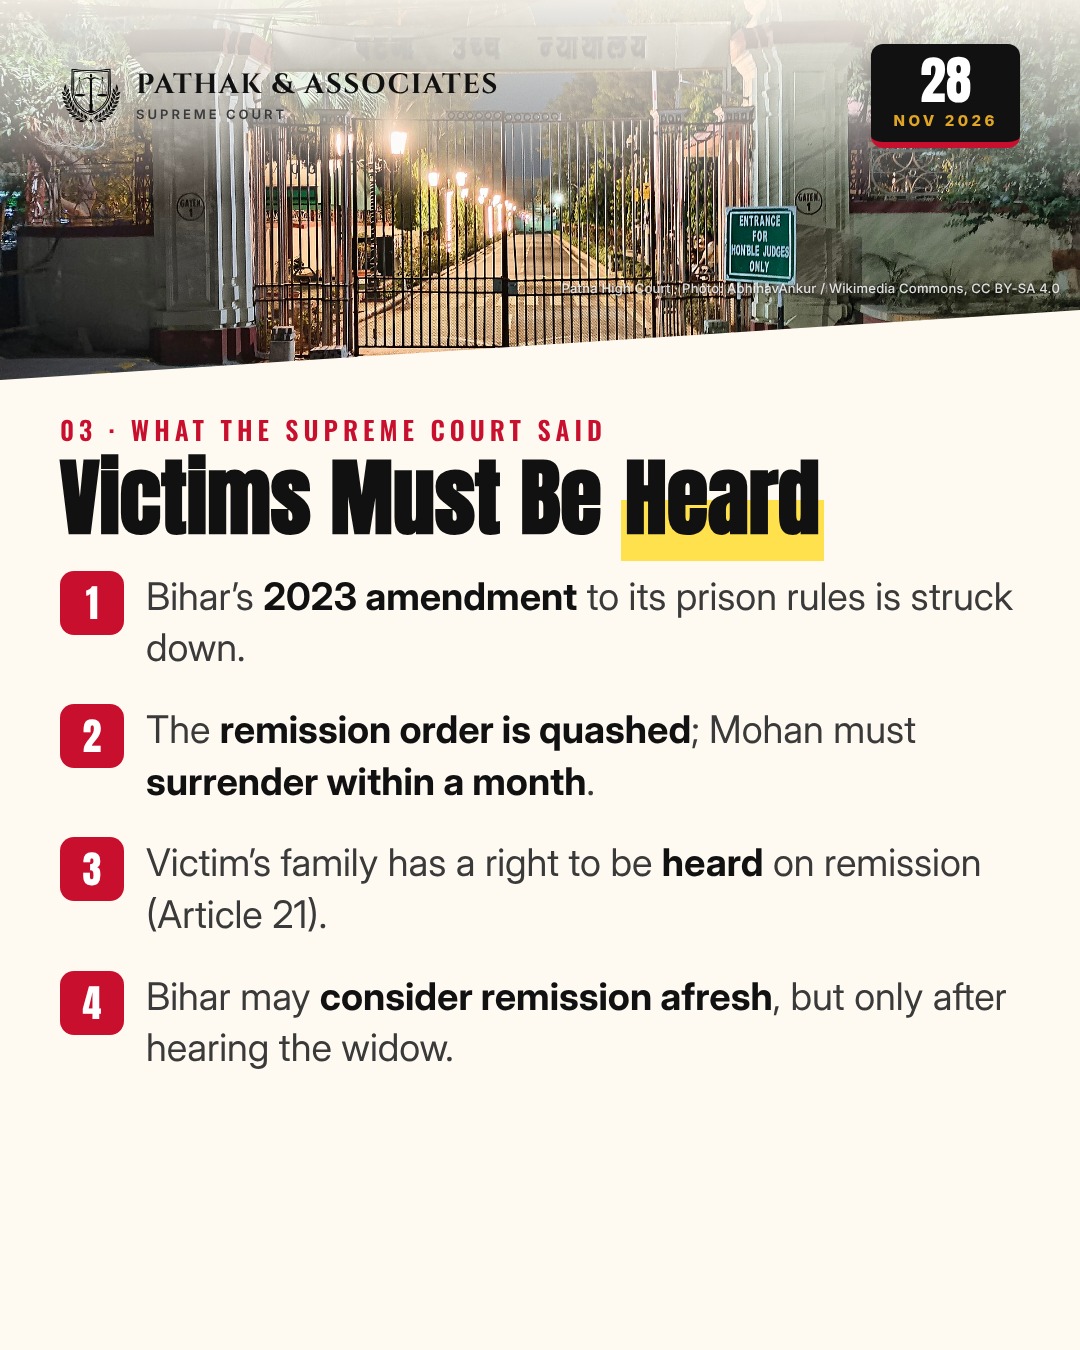 पटना उच्च न्यायालय
PATHAK & ASSOCIATES
SUPREME COURT
28
NOV 2026
GATE N. 1
GATE N. 1
ENTRANCE
FOR
HON'BLE JUDGES
ONLY
Patna High Court. Photo: AbhinavAnkur / Wikimedia Commons, CC BY-SA 4.0
03 · WHAT THE SUPREME COURT SAID
Victims Must Be Heard
1 Bihar’s 2023 amendment to its prison rules is struck
down.
2 The remission order is quashed; Mohan must
surrender within a month.
3 Victim’s family has a right to be heard on remission
(Article 21).
4 Bihar may consider remission afresh, but only after
hearing the widow.